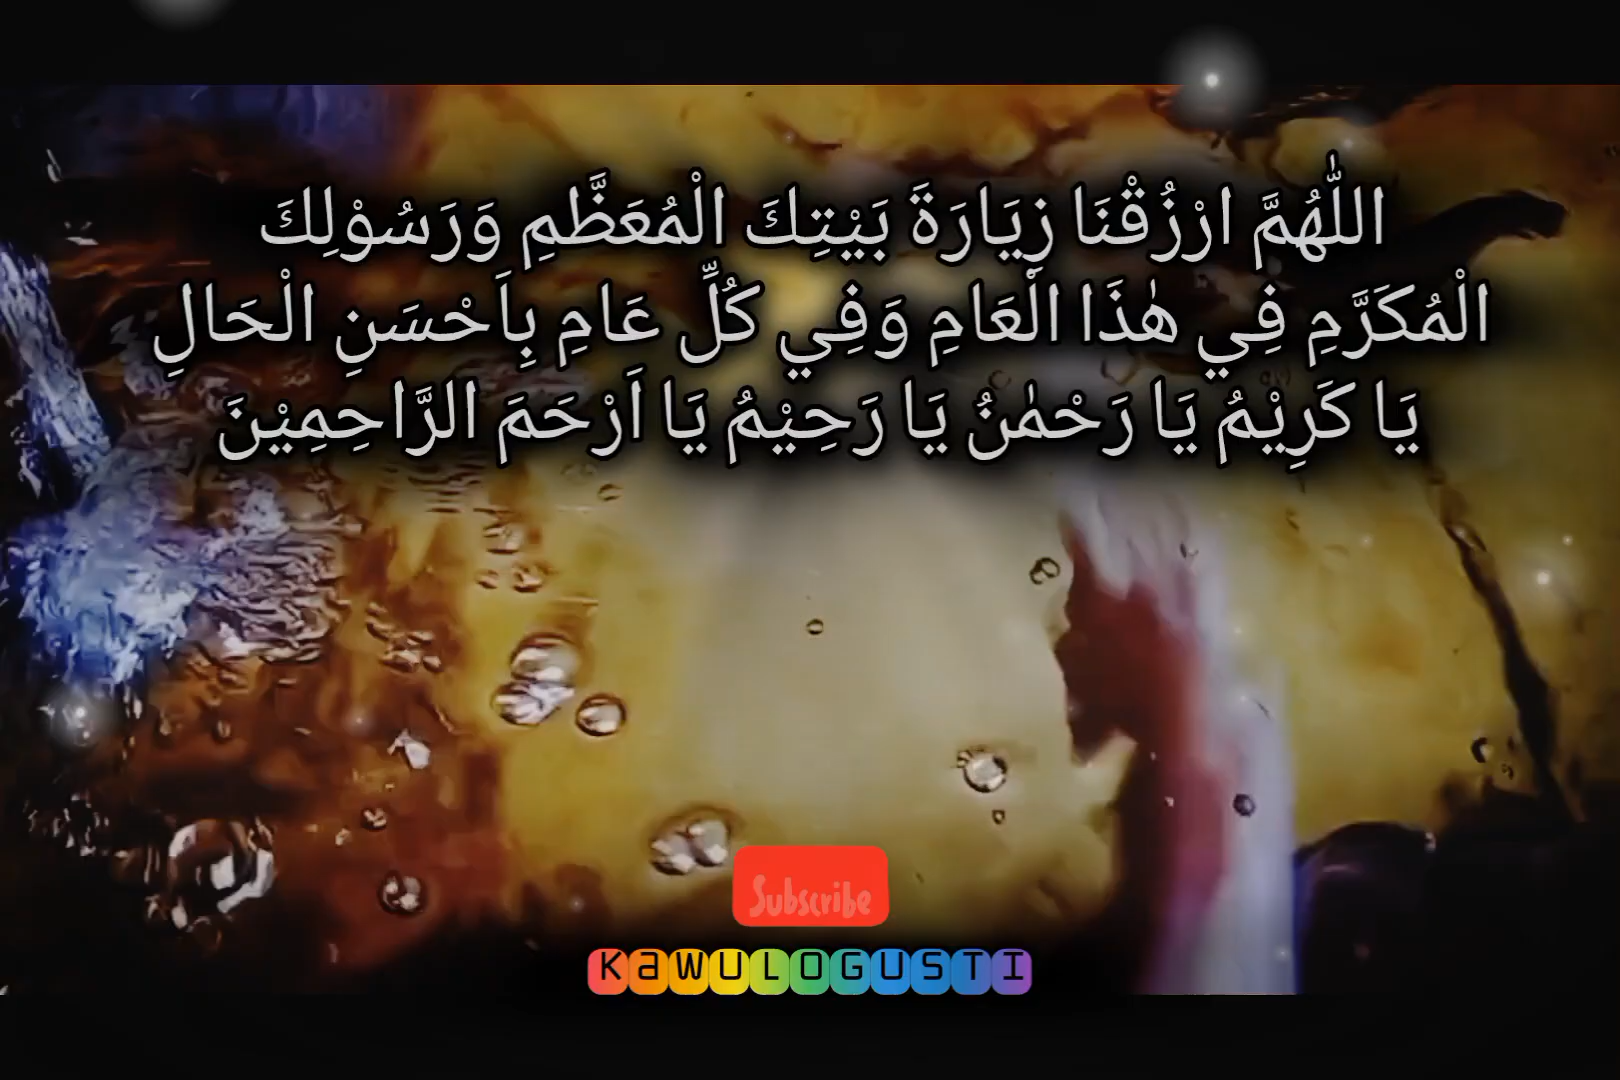 اللّٰهُمَّ ارْزُقْنَا زِيَارَةَ بَيْتِكَ الْمُعَظَّمِ وَرَسُوْلِكَ
الْمُكَرَّمِ فِي هٰذَا الْعَامِ وَفِي كُلِّ عَامِ بِاَحْسَنِ الْحَالِ
يَا كَرِيْمُ يَا رَحْمٰنُ يَا رَحِيْمُ يَا اَرْحَمَ الرَّاحِمِيْنَ
Subscribe
KaWULOGUSTI